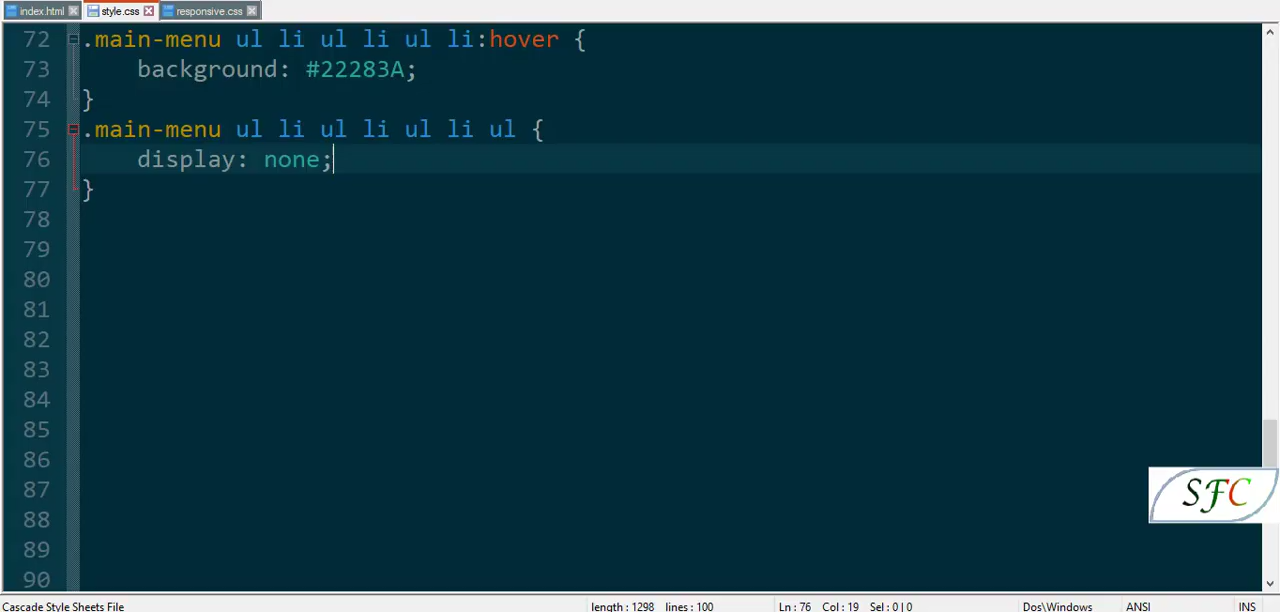 index.html style.css responsive.css
72 .main-menu ul li ul li ul li:hover {
73 background: #22283A;
74 }
75 .main-menu ul li ul li ul li ul {
76 display: none;
77 }
78
79
80
81
82
83
84
85
86
87
88
89
90
SFC
Cascade Style Sheets File length : 1298 lines : 100 Ln : 76 Col : 19 Sel : 0 | 0 Dos\Windows ANSI INS